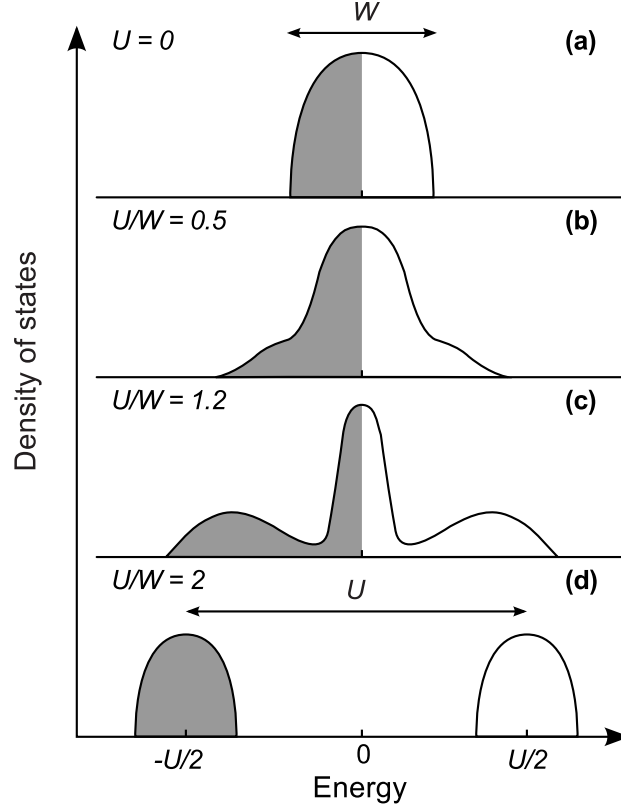 W
U = 0
(a)
U/W = 0.5
(b)
U/W = 1.2
(c)
U/W = 2
(d)
U
Density of states
-U/2
0
U/2
Energy